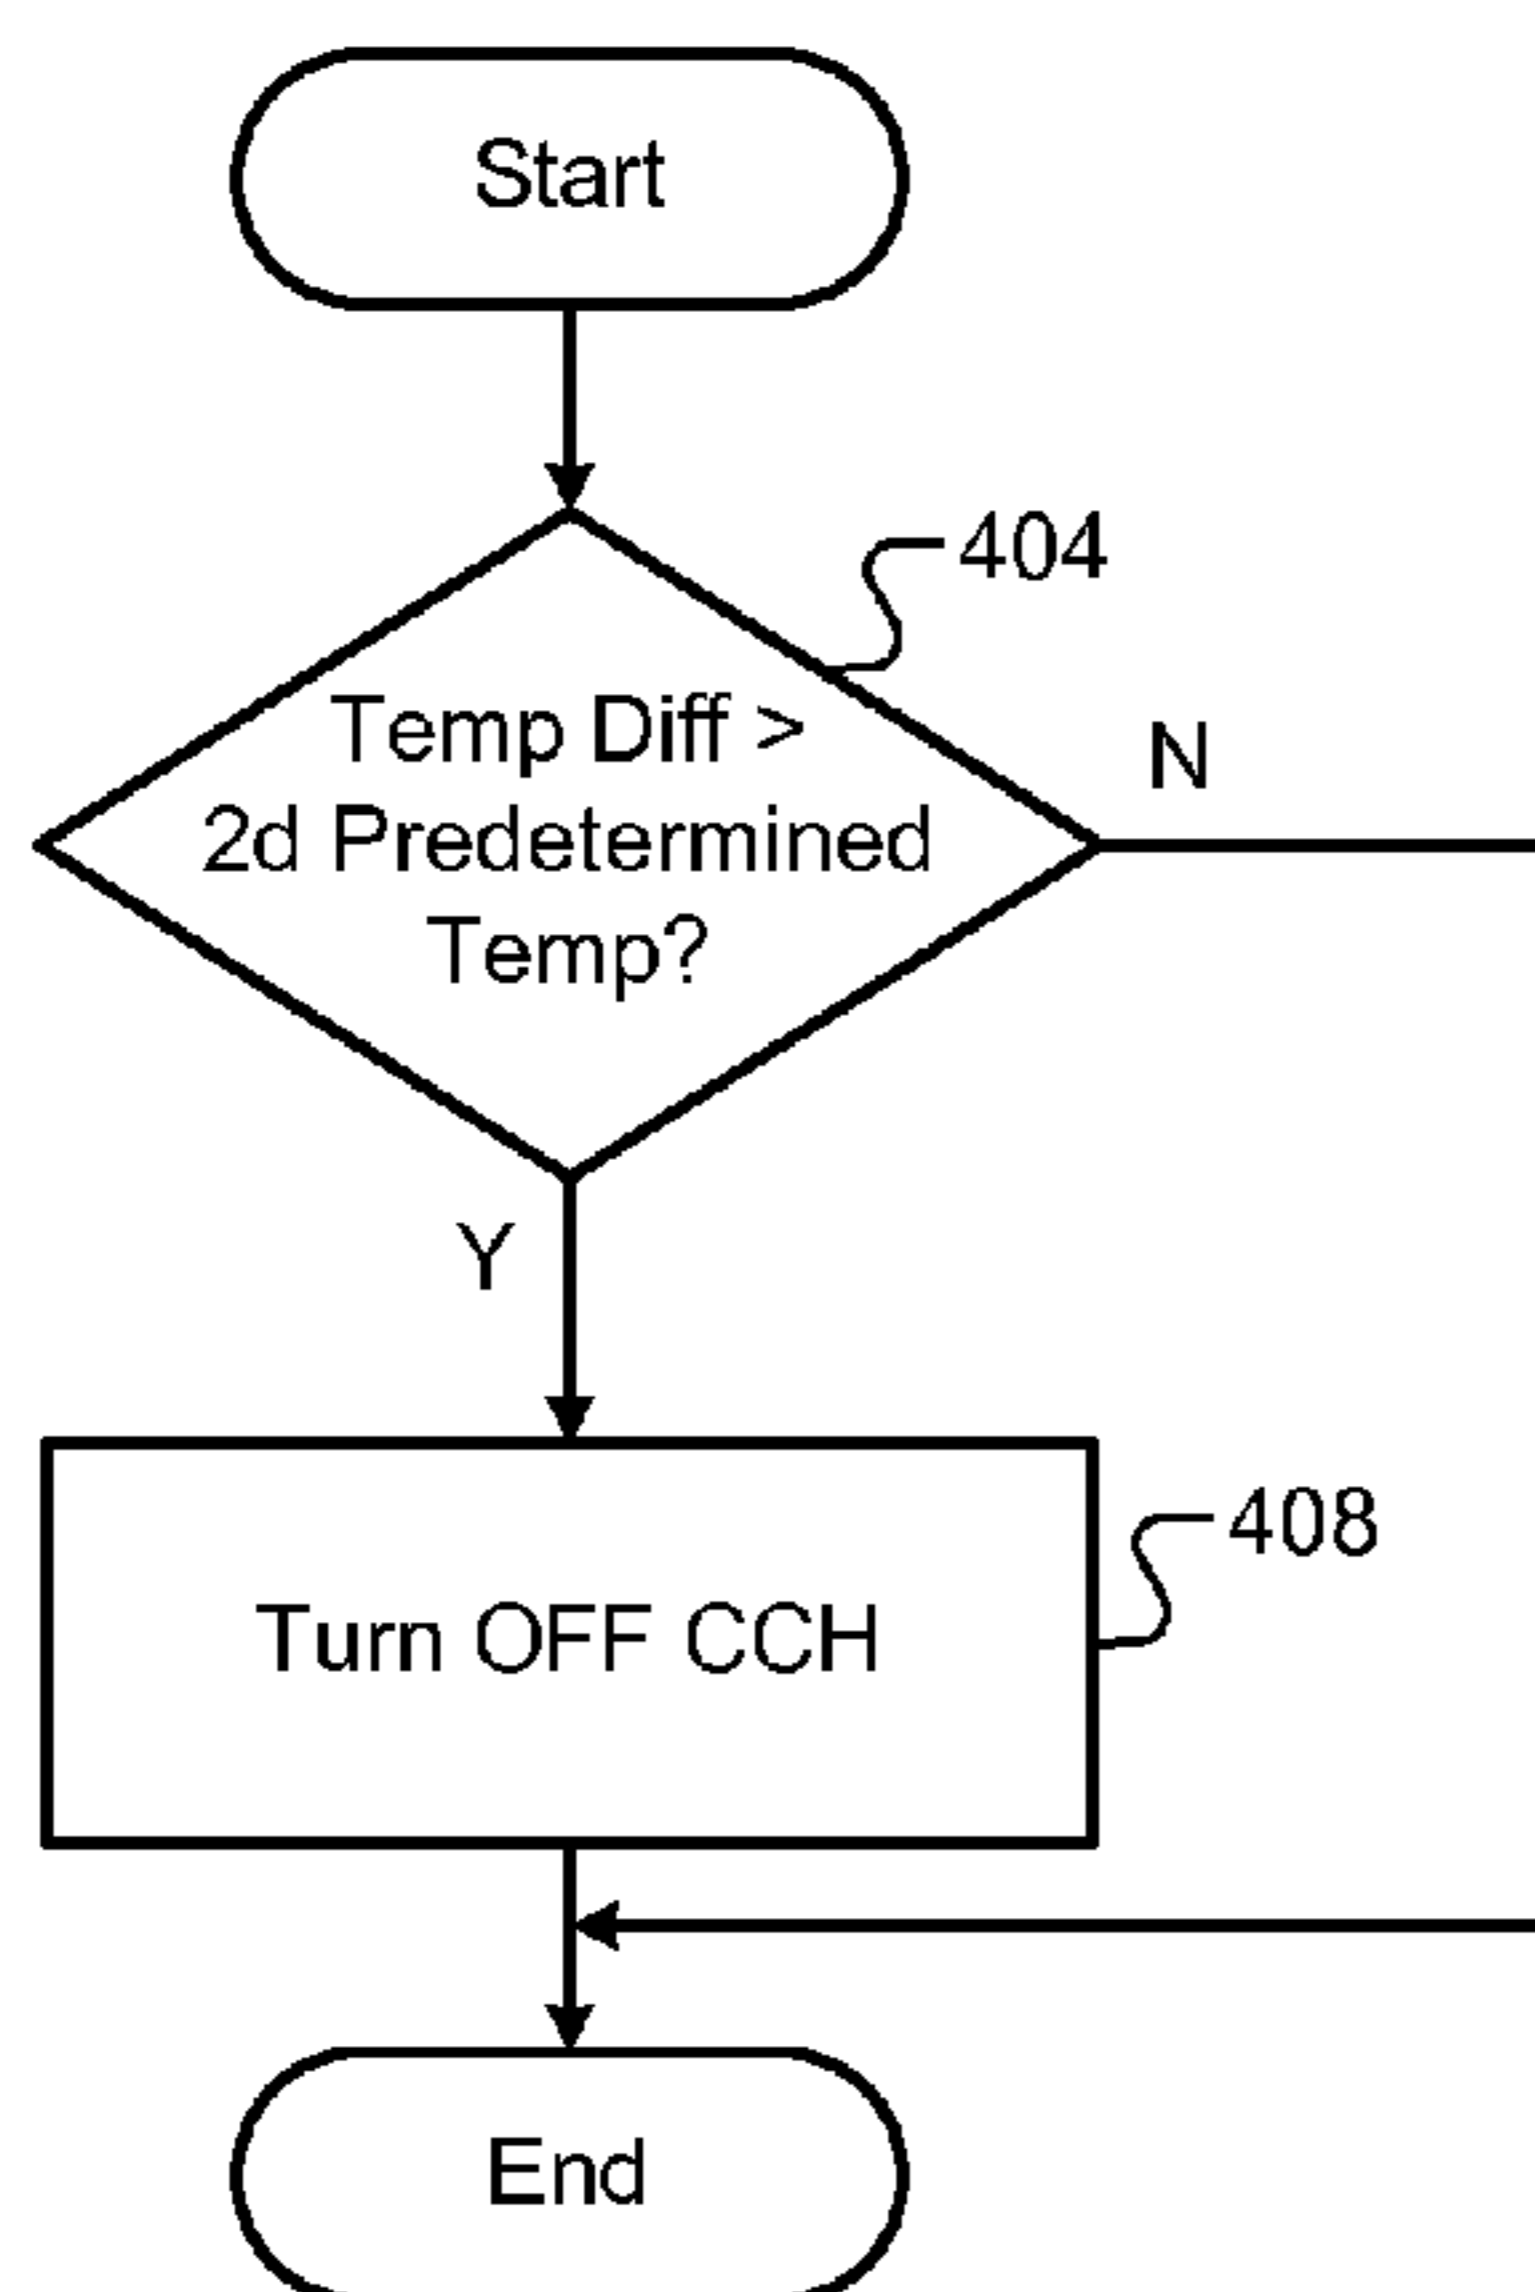 Start
404
Temp Diff >
2d Predetermined
Temp?
N
Y
408
Turn OFF CCH
End